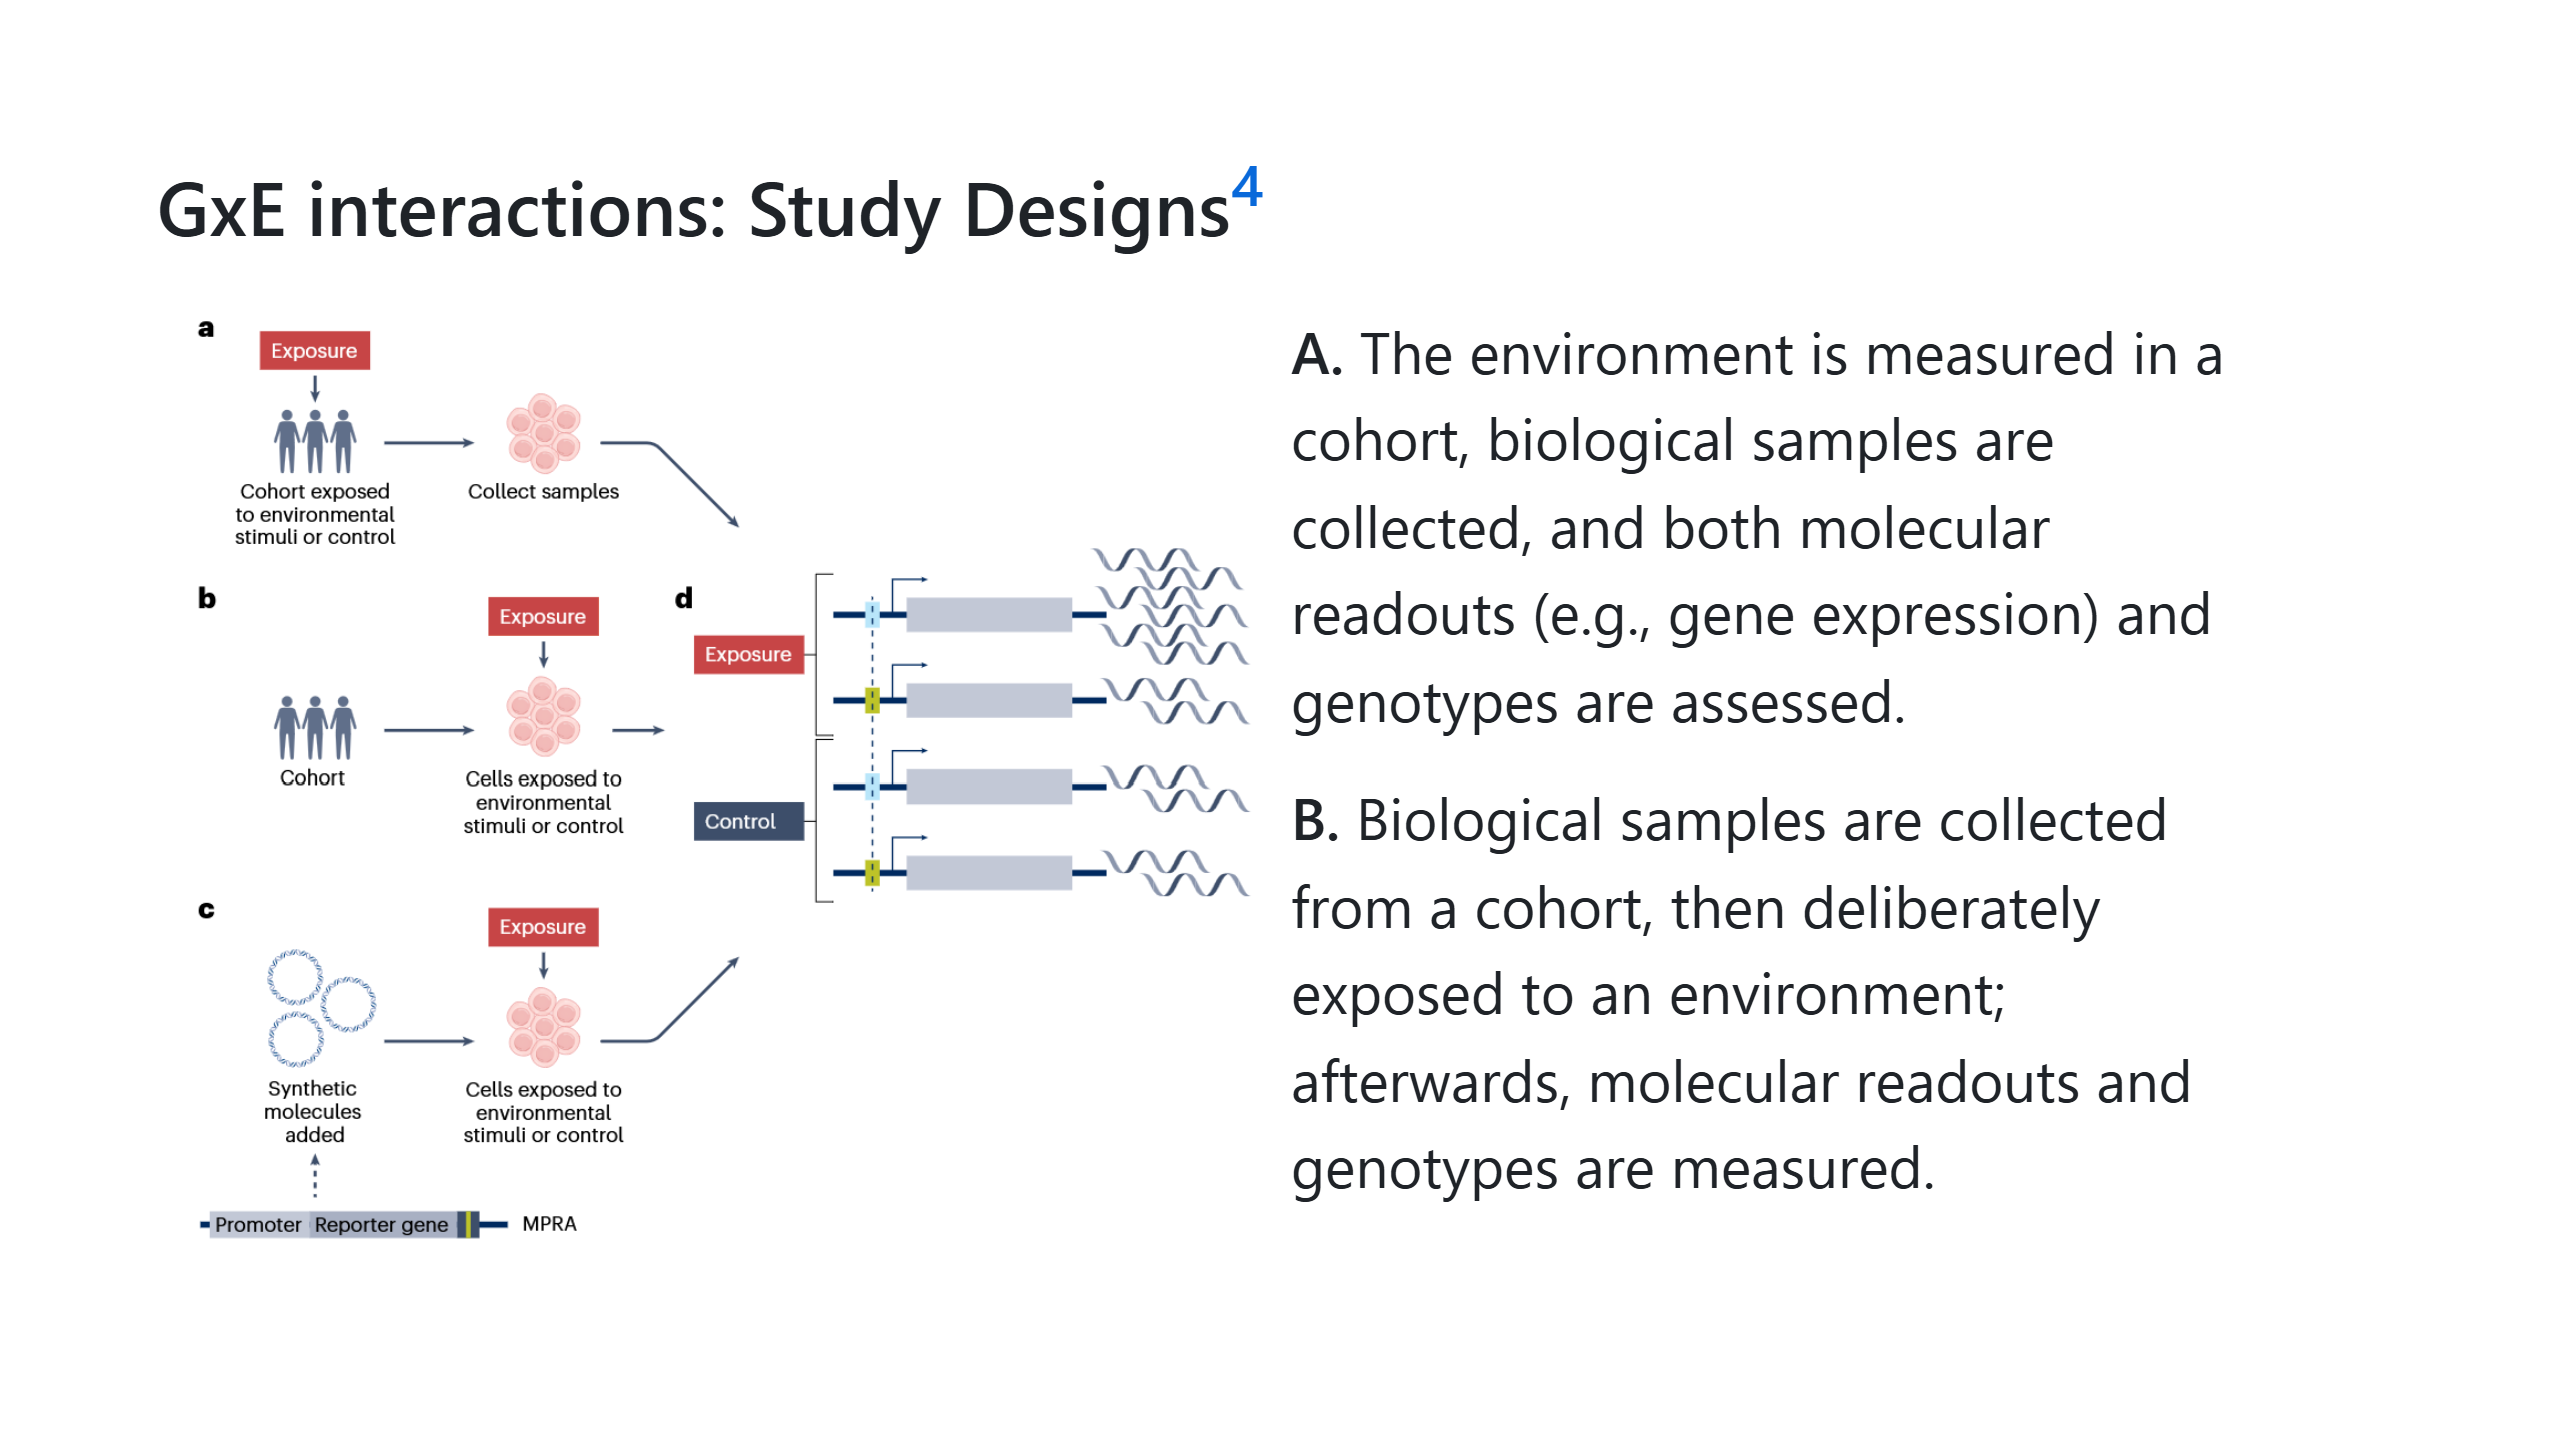 GxE interactions: Study Designs4
a
Exposure
Cohort exposed
to environmental
stimuli or control
Collect samples
b
Cohort
Exposure
Cells exposed to
environmental
stimuli or control
c
Synthetic
molecules
added
Exposure
Cells exposed to
environmental
stimuli or control
Promoter Reporter gene MPRA
d
Exposure
Control
A. The environment is measured in a
cohort, biological samples are
collected, and both molecular
readouts (e.g., gene expression) and
genotypes are assessed.
B. Biological samples are collected
from a cohort, then deliberately
exposed to an environment;
afterwards, molecular readouts and
genotypes are measured.